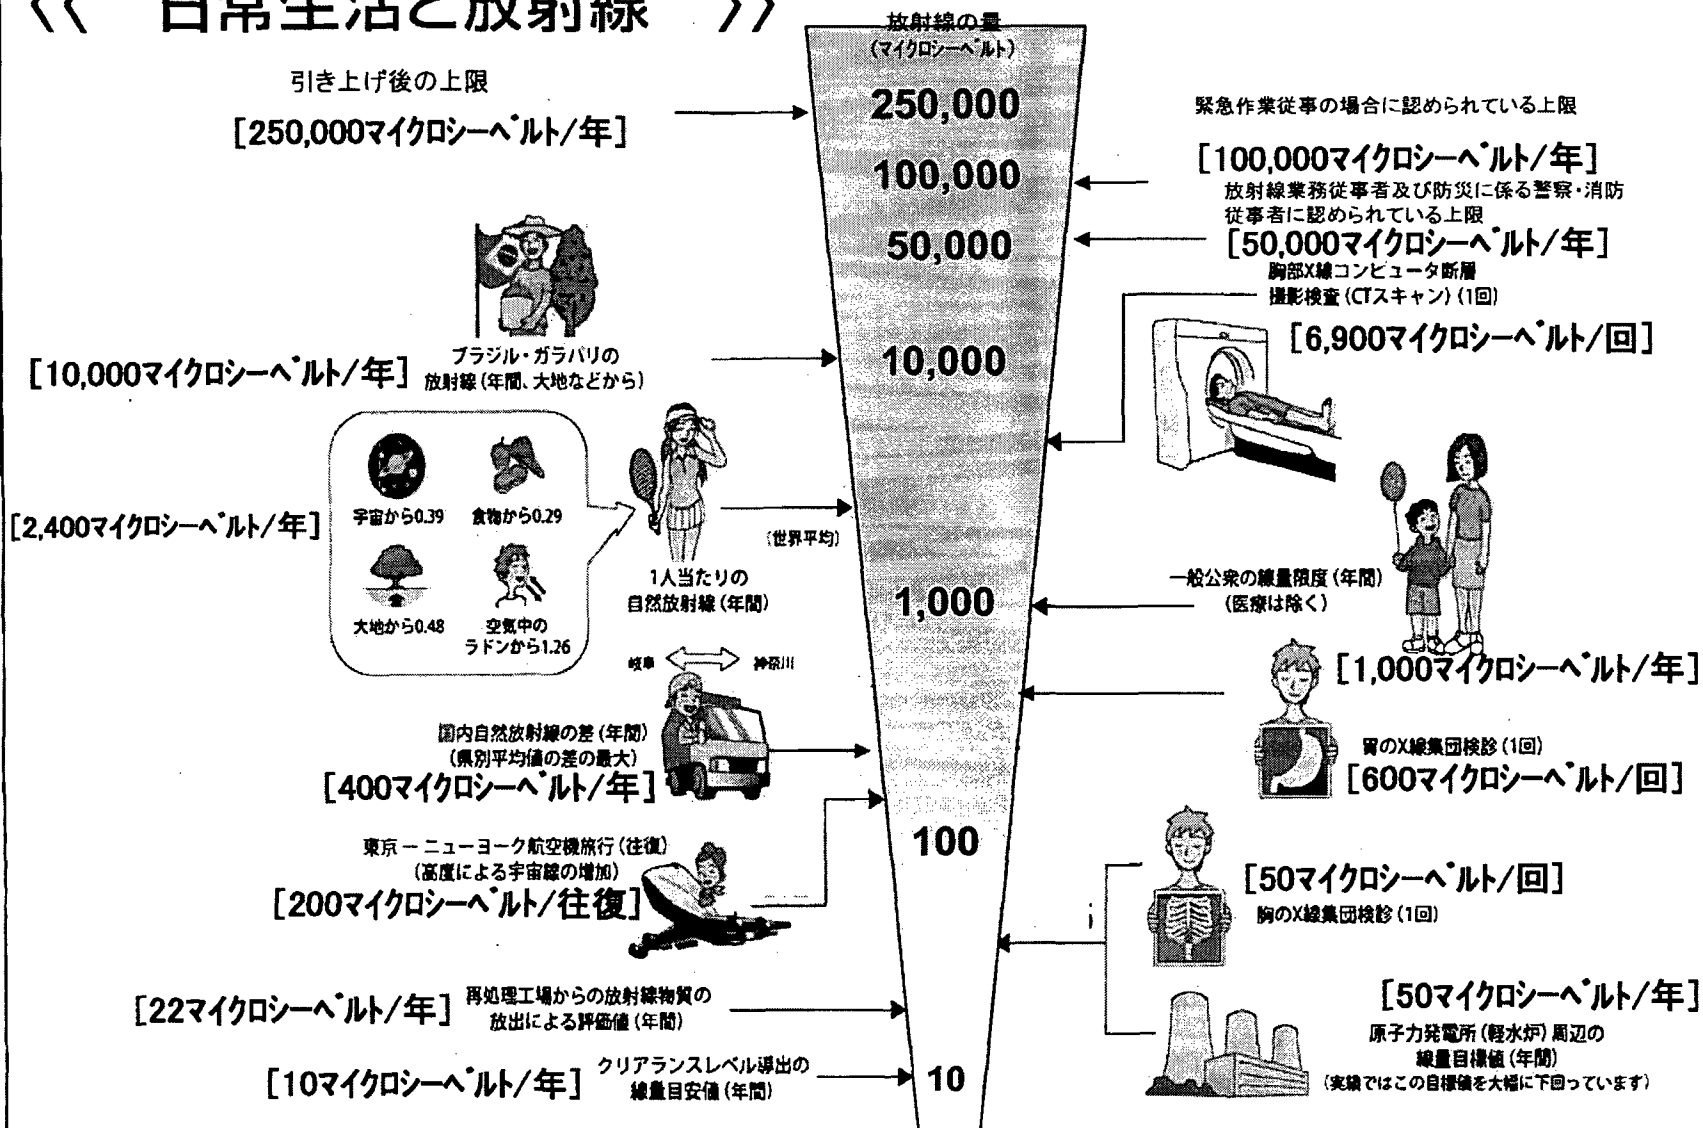 << 日常生活と放射線 >>
放射線の量
(マイクロシーベルト)
250,000
100,000
50,000
10,000
1,000
100
10
引き上げ後の上限
[250,000マイクロシーベルト/年]
ブラジル・ガラパリの
放射線(年間、大地などから)
[10,000マイクロシーベルト/年]
宇宙から0.39
食物から0.29
大地から0.48
空気中の
ラドンから1.26
[2,400マイクロシーベルト/年]
(世界平均)
1人当たりの
自然放射線(年間)
岐阜
神奈川
国内自然放射線の差(年間)
(県別平均値の差の最大)
[400マイクロシーベルト/年]
東京ーニューヨーク航空機旅行(往復)
(高度による宇宙線の増加)
[200マイクロシーベルト/往復]
[22マイクロシーベルト/年]
再処理工場からの放射線物質の
放出による評価値(年間)
[10マイクロシーベルト/年]
クリアランスレベル導出の
線量目安値(年間)
緊急作業従事の場合に認められている上限
[100,000マイクロシーベルト/年]
放射線業務従事者及び防災に係る警察・消防
従事者に認められている上限
[50,000マイクロシーベルト/年]
胸部X線コンピュータ断層
撮影検査(CTスキャン)(1回)
[6,900マイクロシーベルト/回]
一般公衆の線量限度(年間)
(医療は除く)
[1,000マイクロシーベルト/年]
胃のX線集団検診(1回)
[600マイクロシーベルト/回]
[50マイクロシーベルト/回]
胸のX線集団検診(1回)
[50マイクロシーベルト/年]
原子力発電所(軽水炉)周辺の
線量目標値(年間)
(実績ではこの目標値を大幅に下回っています)